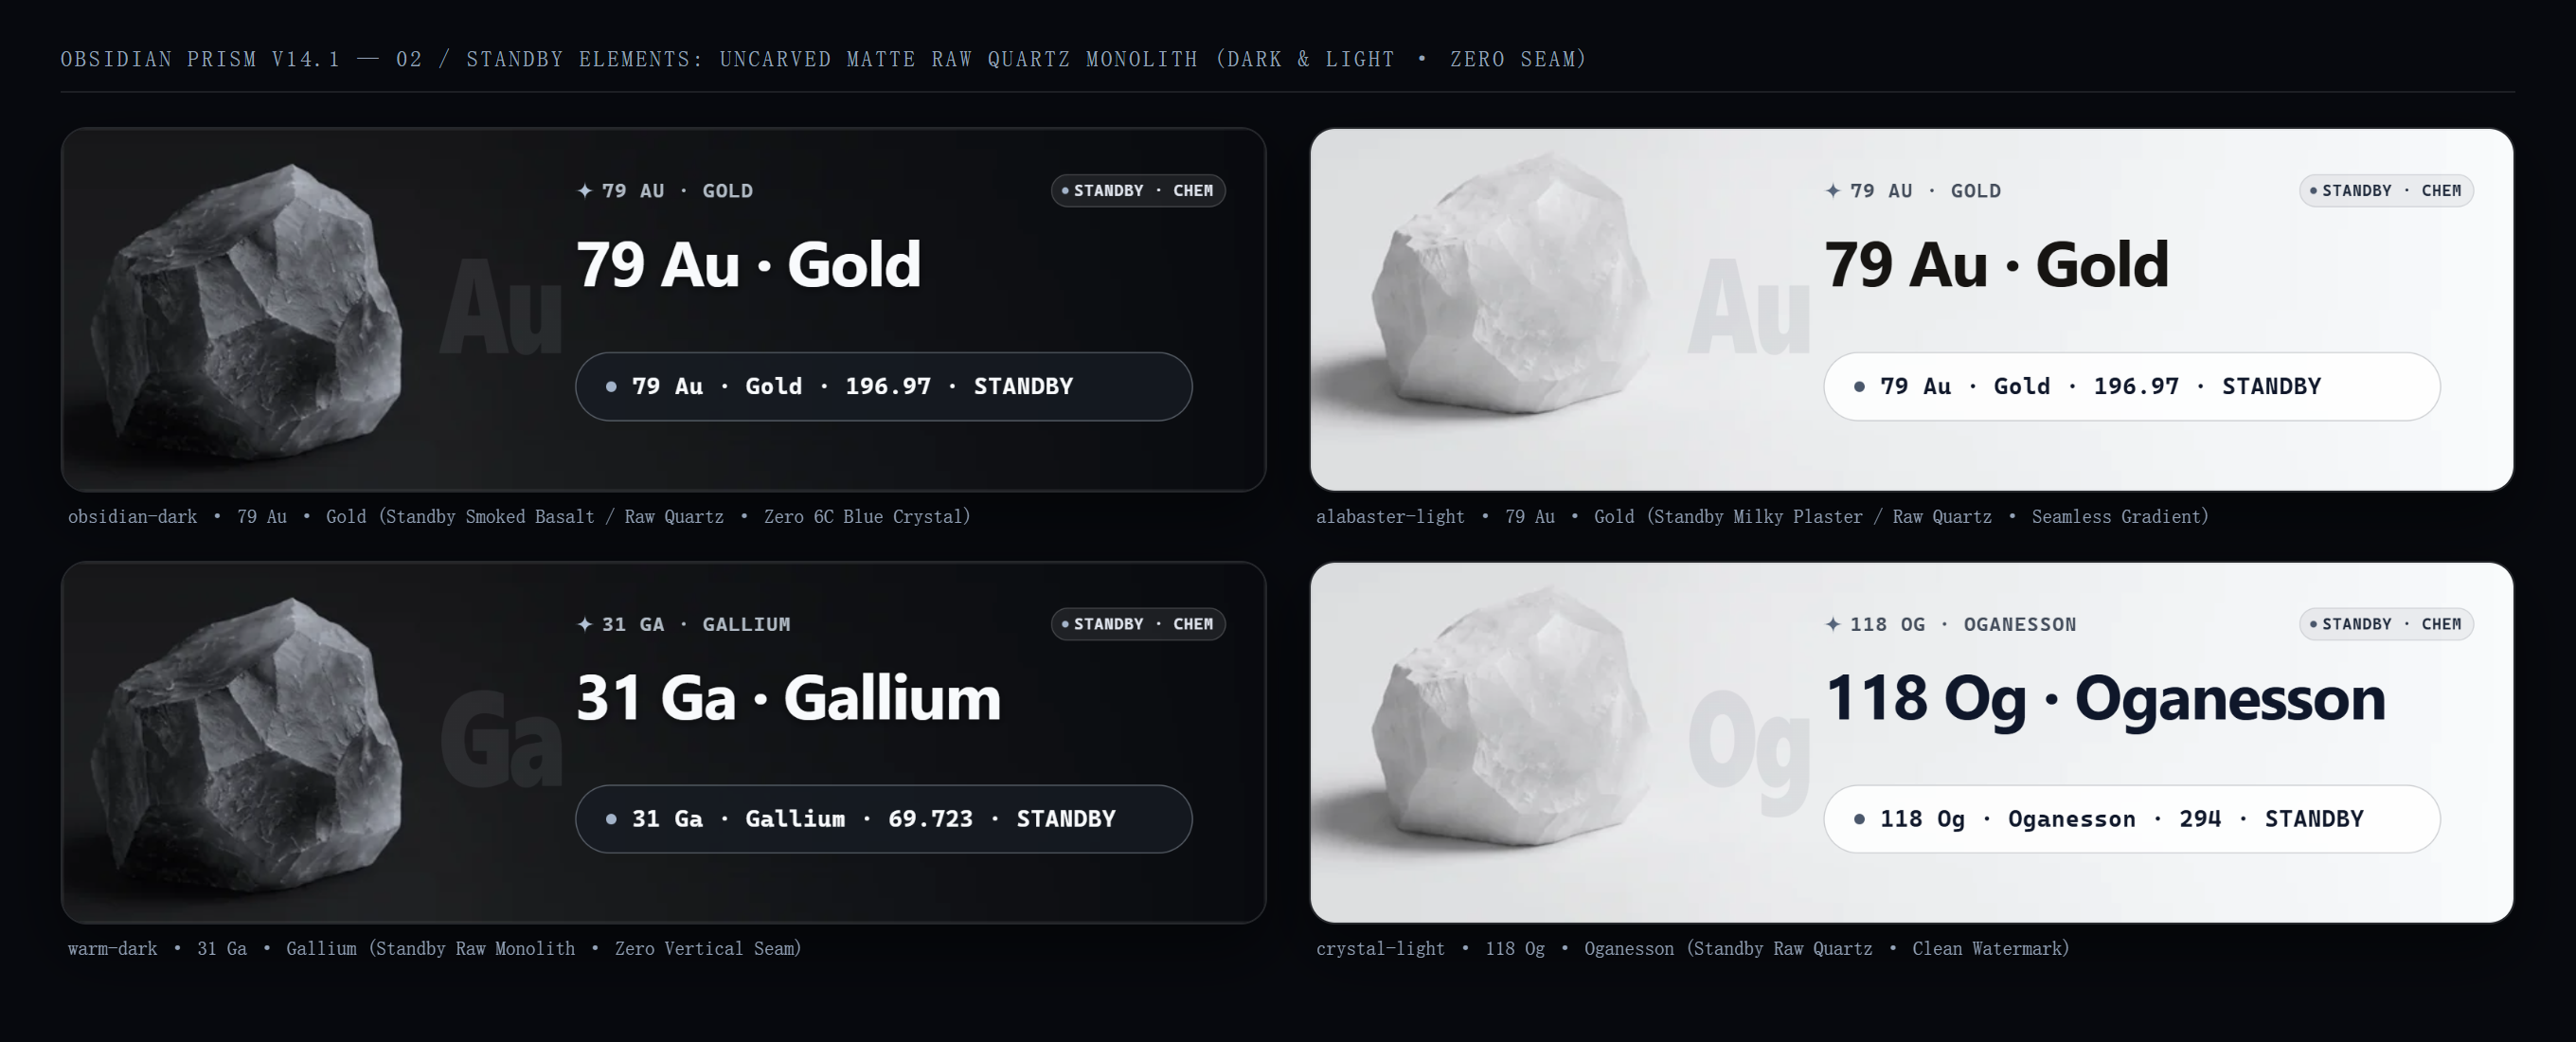 OBSIDIAN PRISM V14.1 — 02 / STANDBY ELEMENTS: UNCARVED MATTE RAW QUARTZ MONOLITH (DARK & LIGHT • ZERO SEAM)
✦ 79 AU · GOLD
• STANDBY · CHEM
Au
79 Au · Gold
• 79 Au · Gold · 196.97 · STANDBY
obsidian-dark • 79 Au • Gold (Standby Smoked Basalt / Raw Quartz • Zero 6C Blue Crystal)
✦ 79 AU · GOLD
• STANDBY · CHEM
Au
79 Au · Gold
• 79 Au · Gold · 196.97 · STANDBY
alabaster-light • 79 Au • Gold (Standby Milky Plaster / Raw Quartz • Seamless Gradient)
✦ 31 GA · GALLIUM
• STANDBY · CHEM
Ga
31 Ga · Gallium
• 31 Ga · Gallium · 69.723 · STANDBY
warm-dark • 31 Ga • Gallium (Standby Raw Monolith • Zero Vertical Seam)
✦ 118 OG · OGANESSON
• STANDBY · CHEM
Og
118 Og · Oganesson
• 118 Og · Oganesson · 294 · STANDBY
crystal-light • 118 Og • Oganesson (Standby Raw Quartz • Clean Watermark)